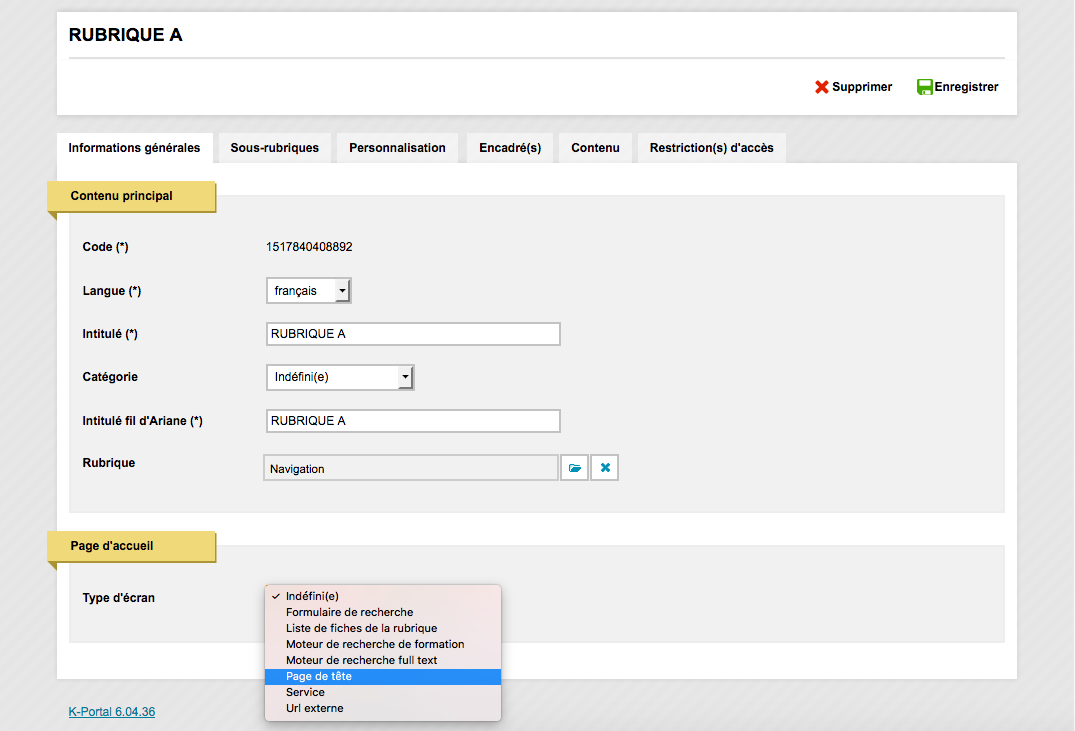 RUBRIQUE A
Supprimer
Enregistrer
Informations générales
Sous-rubriques
Personnalisation
Encadré(s)
Contenu
Restriction(s) d'accès
Contenu principal
Code (*)
1517840408892
Langue (*)
français
Intitulé (*)
RUBRIQUE A
Catégorie
Indéfini(e)
Intitulé fil d'Ariane (*)
RUBRIQUE A
Rubrique
Navigation
Page d'accueil
Type d'écran
Indéfini(e)
Formulaire de recherche
Liste de fiches de la rubrique
Moteur de recherche de formation
Moteur de recherche full text
Page de tête
Service
Url externe
K-Portal 6.04.36